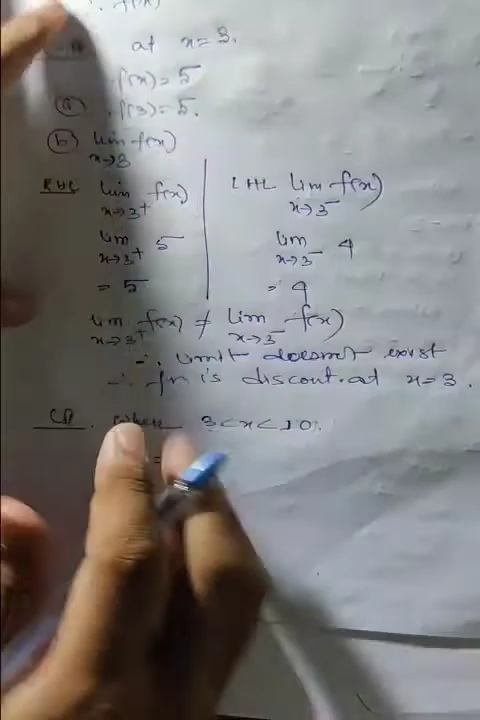 ∴ f(x)
at x=3.
f(x)=5
(a) f(3)=5.
(b) lim f(x)
x→3
RHL lim f(x)
x→3⁺
lim 5
x→3⁺
= 5
LHL lim f(x)
x→3⁻
lim 4
x→3⁻
= 4
lim f(x) ≠ lim f(x)
x→3⁺ x→3⁻
∴ limit doesnot exist
∴ fn is discont. at x=3.
When 3<x<10.